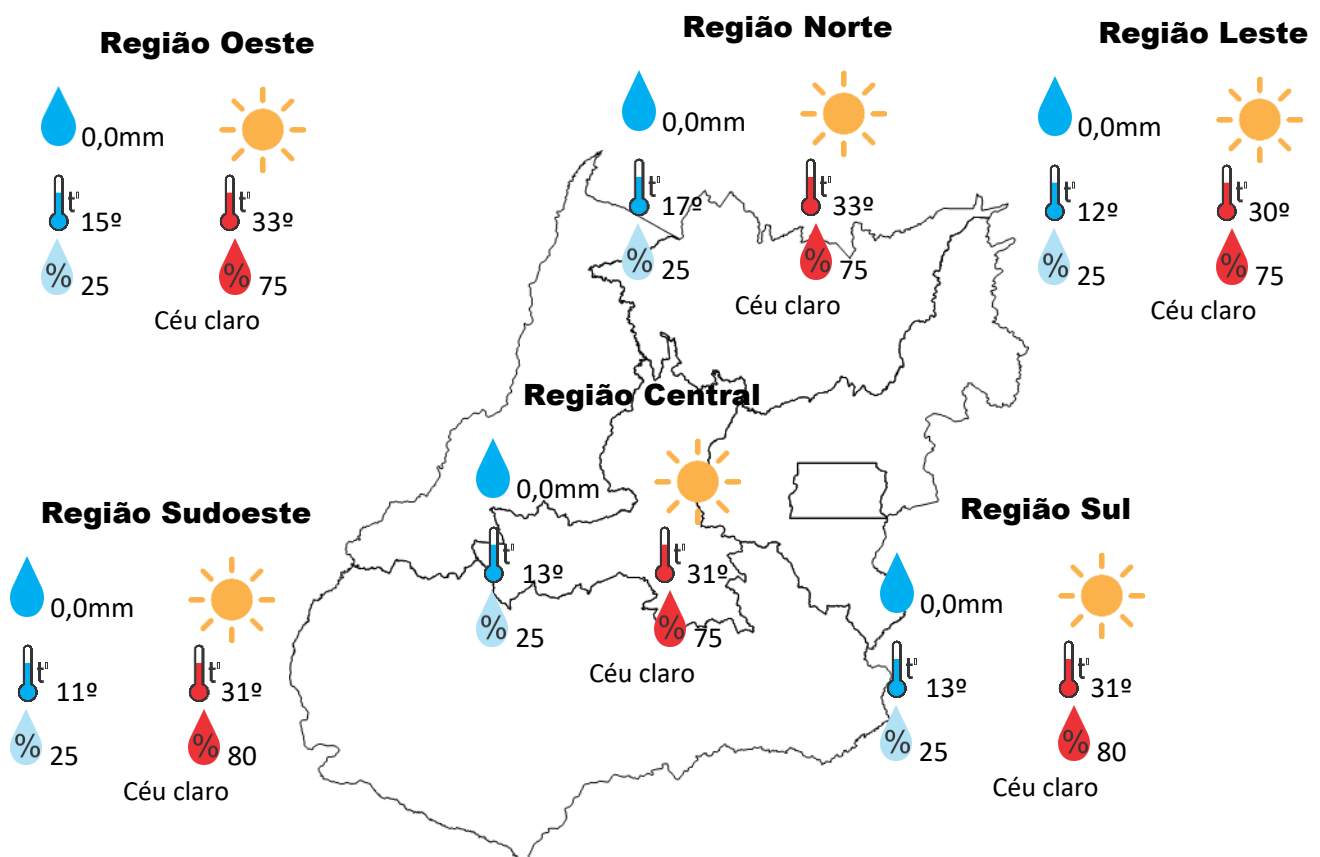 Região Oeste
0,0mm
t°
15º
t°
33º
%
25
%
75
Céu claro
Região Norte
0,0mm
t°
17º
t°
33º
%
25
%
75
Céu claro
Região Leste
0,0mm
t°
12º
t°
30º
%
25
%
75
Céu claro
Região Central
0,0mm
t°
13º
t°
31º
%
25
%
75
Céu claro
Região Sudoeste
0,0mm
t°
11º
t°
31º
%
25
%
80
Céu claro
Região Sul
0,0mm
t°
13º
t°
31º
%
25
%
80
Céu claro